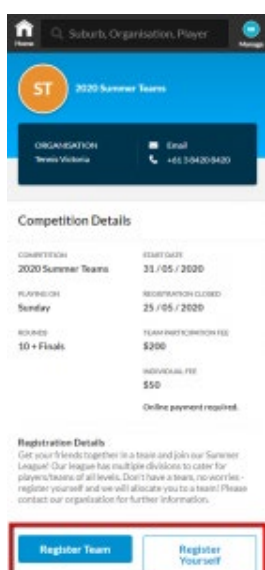 Suburb, Organisation, Player
Home
Manage
ST
2020 Summer Teams
ORGANISATION
Tennis Victoria
Email
+61 3 8420 8420
Competition Details
COMPETITION
2020 Summer Teams
START DATE
31 / 05 / 2020
PLAYING ON
Sunday
REGISTRATION CLOSED
25 / 05 / 2020
ROUNDS
10 + Finals
TEAM PARTICIPATION FEE
$200
INDIVIDUAL FEE
$50
Online payment required.
Registration Details
Get your friends together in a team and join our Summer
League! Our league has multiple divisions to cater for
players/teams of all levels. Don't have a team, no worries -
register yourself and we will allocate you to a team! Please
contact our organisation for further information.
Register Team
Register
Yourself